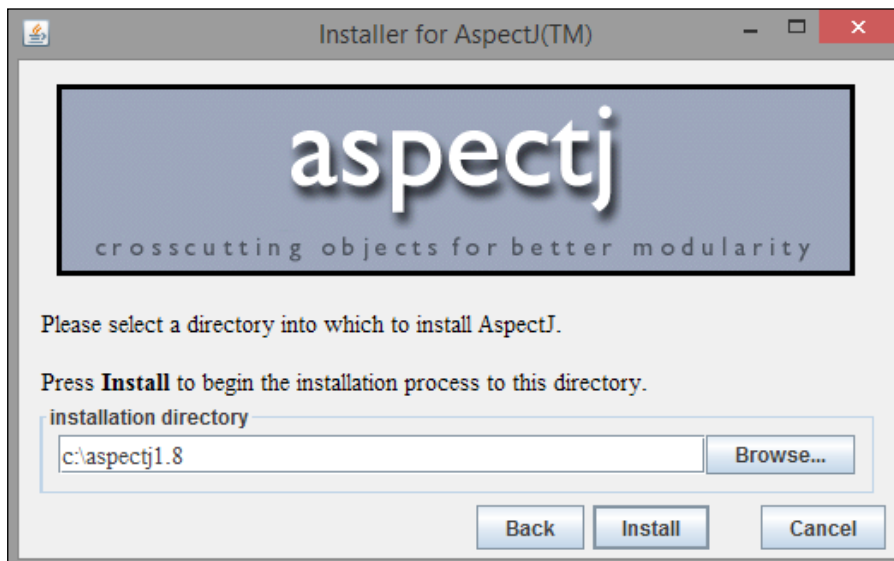 Installer for AspectJ(TM)
aspectj
crosscutting objects for better modularity
Please select a directory into which to install AspectJ.
Press Install to begin the installation process to this directory.
installation directory
c:\aspectj1.8
Browse...
Back Install Cancel